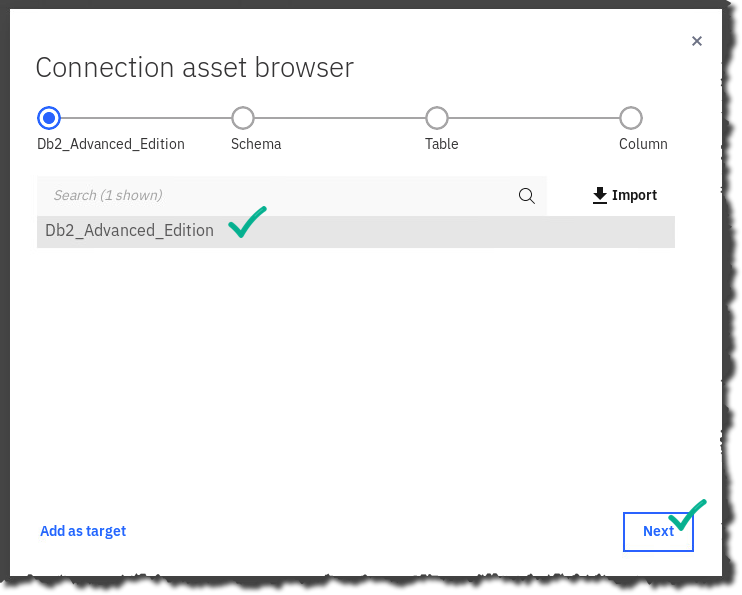 Connection asset browser
Db2_Advanced_Edition Schema Table Column
Search (1 shown) Import
Db2_Advanced_Edition
Add as target Next